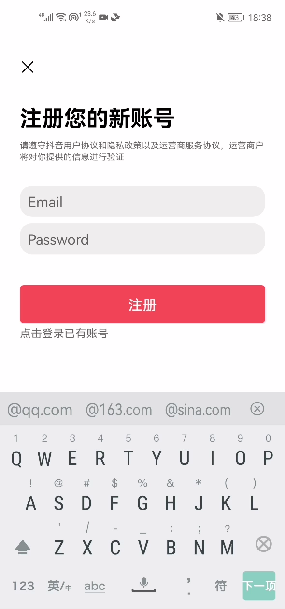 4G 23.6 K/s 18:38
注册您的新账号
请遵守抖音用户协议和隐私政策以及运营商服务协议，运营商户
将对你提供的信息进行验证
Email
Password
注册
点击登录已有账号
@qq.com @163.com @sina.com
1 2 3 4 5 6 7 8 9 0
Q W E R T Y U I O P
! @ # $ % & * ( )
A S D F G H J K L
' / - _ : ; ?
Z X C V B N M
123 英/ abc , 。 符 下一项